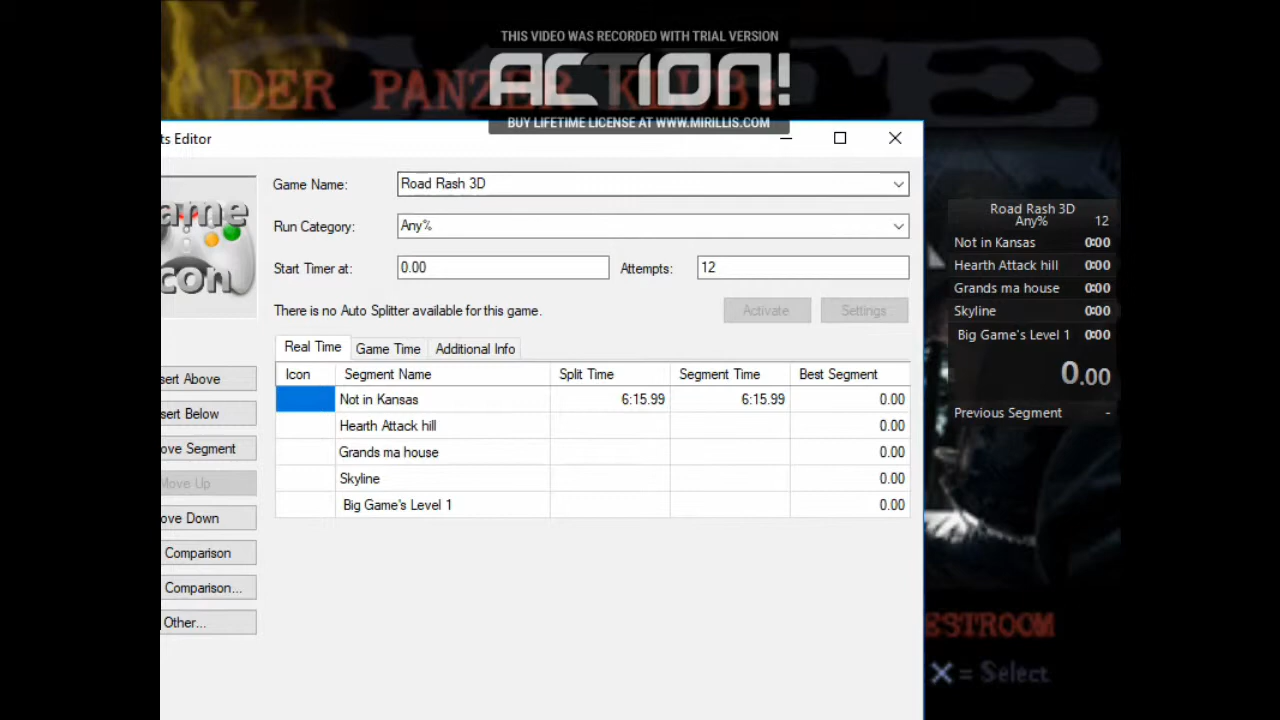 THIS VIDEO WAS RECORDED WITH TRIAL VERSION
ACTION!
BUY LIFETIME LICENSE AT WWW.MIRILLIS.COM
DER PANZER KLUB:
ts Editor
ame
con
Game Name: Road Rash 3D
Run Category: Any%
Start Timer at: 0.00 Attempts: 12
There is no Auto Splitter available for this game. Activate Settings
Real Time Game Time Additional Info
Icon Segment Name Split Time Segment Time Best Segment
Not in Kansas 6:15.99 6:15.99 0.00
Hearth Attack hill 0.00
Grands ma house 0.00
Skyline 0.00
Big Game's Level 1 0.00
sert Above
sert Below
ove Segment
Move Up
ove Down
Comparison
Comparison...
Other...
Road Rash 3D
Any% 12
Not in Kansas 0:00
Hearth Attack hill 0:00
Grands ma house 0:00
Skyline 0:00
Big Game's Level 1 0:00
0.00
Previous Segment -
ESTROOM
X = Select